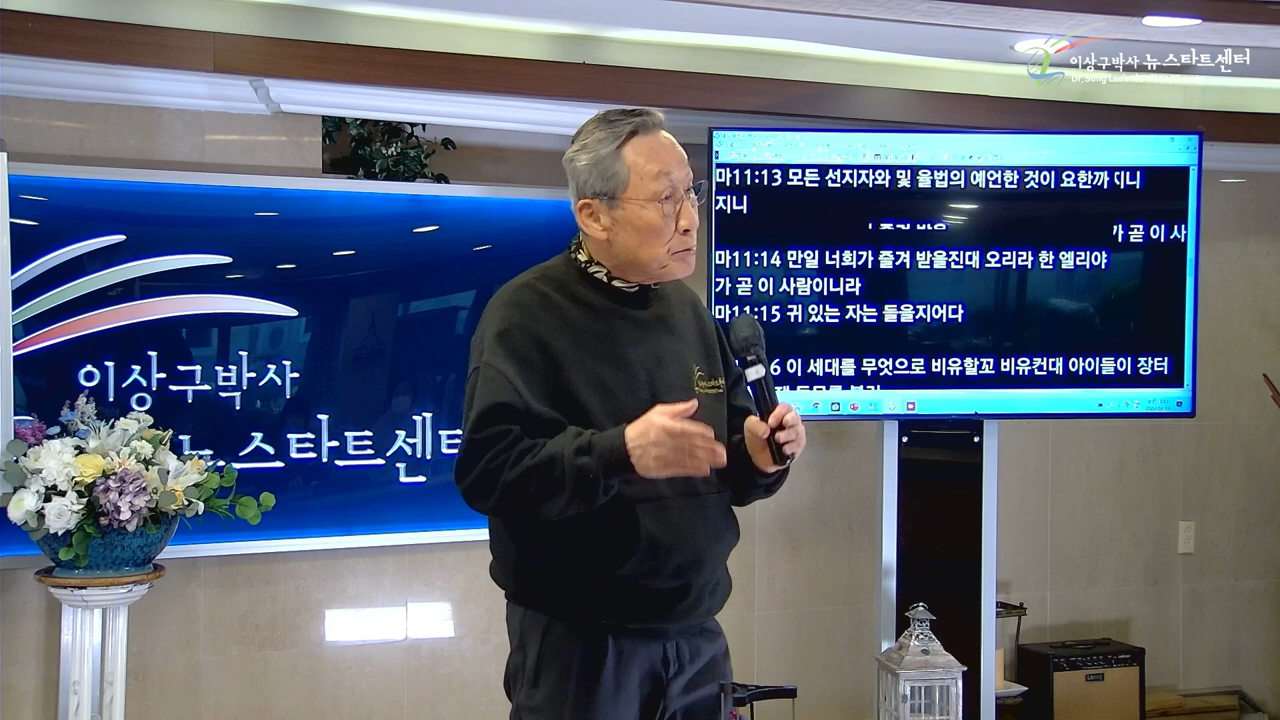 이상구박사 뉴스타트센터
마11:13 모든 선지자와 및 율법의 예언한 것이 요한까
지니
가 곧 이 사
마11:14 만일 너희가 즐겨 받을진대 오리라 한 엘리야
가 곧 이 사람이니라
마11:15 귀 있는 자는 들을지어다
6 이 세대를 무엇으로 비유할꼬 비유컨대 아이들이 장터
이상구박사
뉴스타트센터
Laney